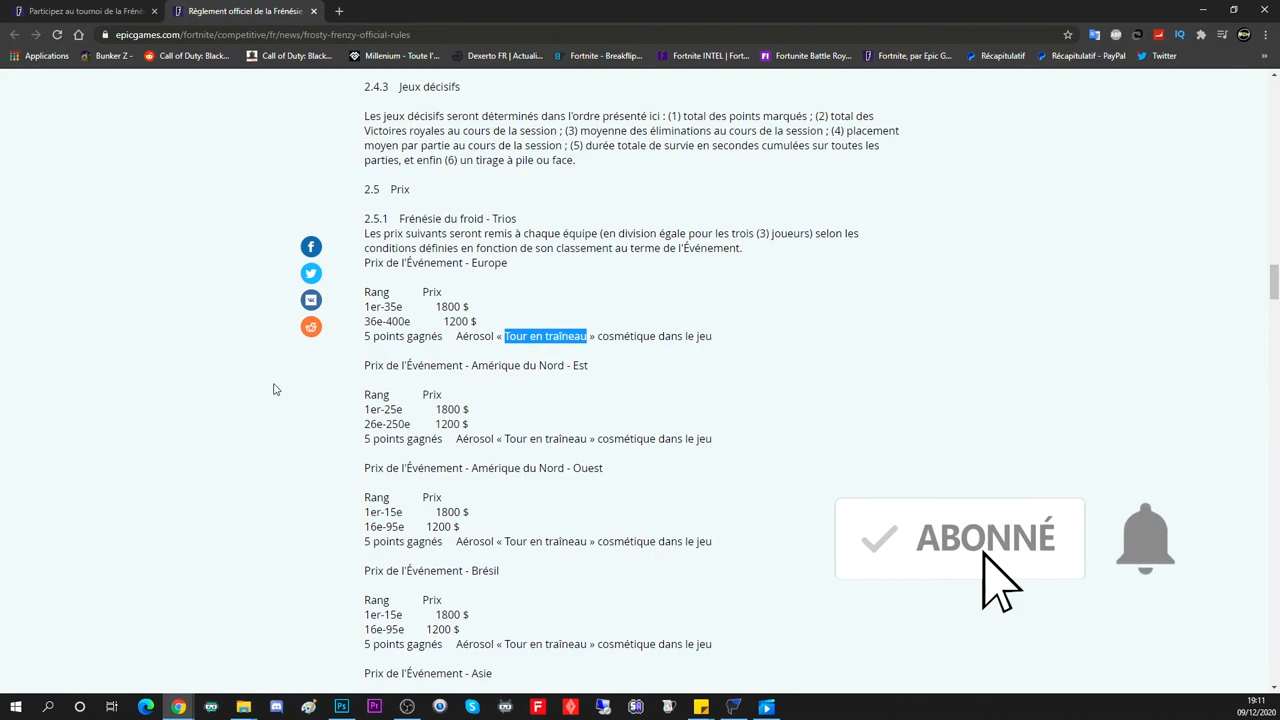 Participez au tournoi de la Fréné
Règlement officiel de la Frénésie
epicgames.com/fortnite/competitive/fr/news/frosty-frenzy-official-rules
Applications
Bunker Z -
Call of Duty: Black...
Call of Duty: Black...
Millenium - Toute l'...
Dexerto FR | Actuali...
Fortnite - Breakflip...
Fortnite INTEL | Fort...
Fortnite Battle Roy...
Fortnite, par Epic G...
Récapitulatif
Récapitulatif - PayPal
Twitter
2.4.3 Jeux décisifs
Les jeux décisifs seront déterminés dans l'ordre présenté ici : (1) total des points marqués ; (2) total des
Victoires royales au cours de la session ; (3) moyenne des éliminations au cours de la session ; (4) placement
moyen par partie au cours de la session ; (5) durée totale de survie en secondes cumulées sur toutes les
parties, et enfin (6) un tirage à pile ou face.
2.5 Prix
2.5.1 Frénésie du froid - Trios
Les prix suivants seront remis à chaque équipe (en division égale pour les trois (3) joueurs) selon les
conditions définies en fonction de son classement au terme de l'Événement.
Prix de l'Événement - Europe
Rang Prix
1er-35e 1800 $
36e-400e 1200 $
5 points gagnés Aérosol « Tour en traîneau » cosmétique dans le jeu
Prix de l'Événement - Amérique du Nord - Est
Rang Prix
1er-25e 1800 $
26e-250e 1200 $
5 points gagnés Aérosol « Tour en traîneau » cosmétique dans le jeu
Prix de l'Événement - Amérique du Nord - Ouest
Rang Prix
1er-15e 1800 $
16e-95e 1200 $
5 points gagnés Aérosol « Tour en traîneau » cosmétique dans le jeu
ABONNÉ
Prix de l'Événement - Brésil
Rang Prix
1er-15e 1800 $
16e-95e 1200 $
5 points gagnés Aérosol « Tour en traîneau » cosmétique dans le jeu
Prix de l'Événement - Asie
19:11
09/12/2020